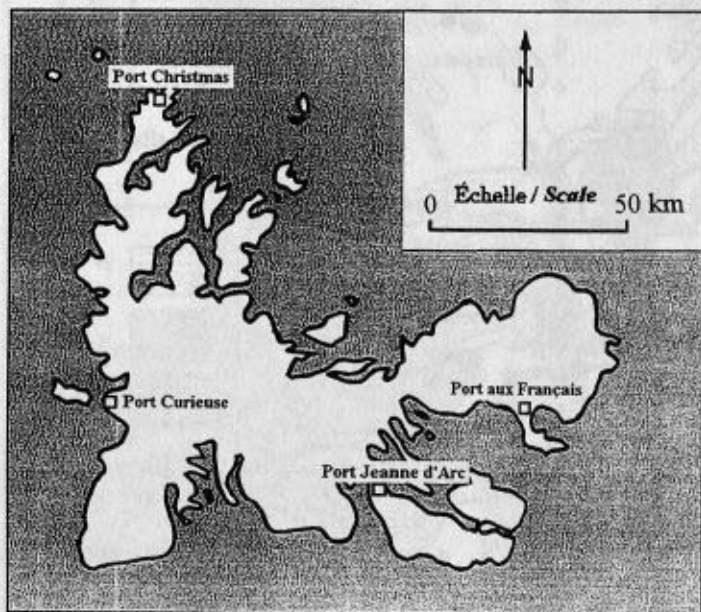 Port Christmas
N
Échelle / Scale
0 50 km
Port aux Français
Port Curieuse
Port Jeanne d'Arc